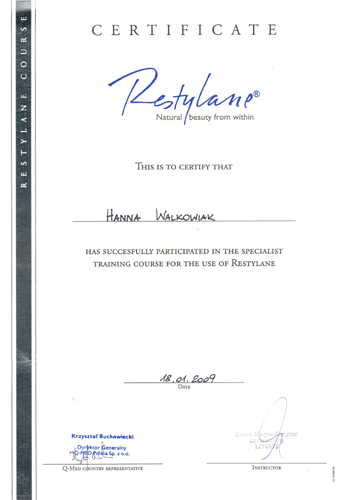 CERTIFICATE
RESTYLANE COURSE
Restylane®
Natural beauty from within
THIS IS TO CERTIFY THAT
HANNA WALKOWIAK
HAS SUCCESFULLY PARTICIPATED IN THE SPECIALIST
TRAINING COURSE FOR THE USE OF RESTYLANE
18.01.2009
DATE
Krzysztof Buchowiecki
Dyrektor Generalny
Q-MED Polska Sp. z o.o.
Q-MED COUNTRY REPRESENTATIVE
INSTRUCTOR